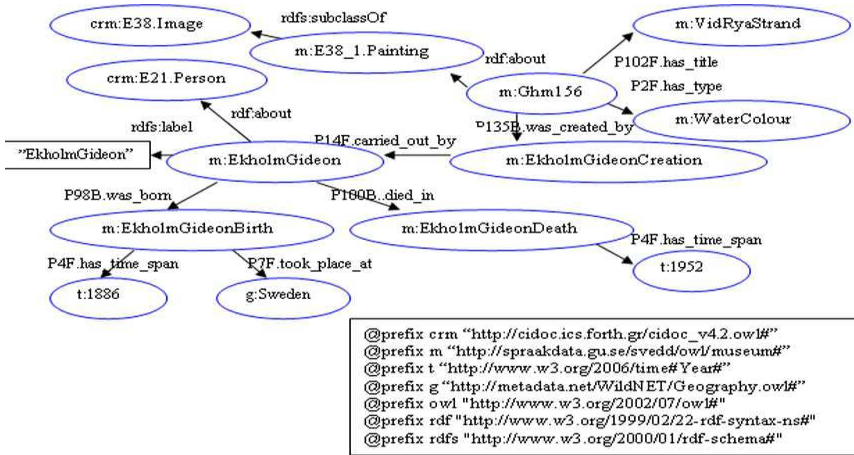 rdfs:subclassOf
crm:E38.Image
m:VidRyaStrand
m:E38_1.Painting
rdf:about
P102F.has_title
crm:E21.Person
P2F.has_type
m:Ghm156
rdf:about
m:WaterColour
rdfs:label
P14F.carried_out_by
P135B.was_created_by
"EkholmGideon"
m:EkholmGideon
m:EkholmGideonCreation
P98B.was_born
P100B..died_in
m:EkholmGideonBirth
m:EkholmGideonDeath
P4F.has_time_span
P4F.has_time_span
P7F.took_place_at
t:1952
t:1886
g:Sweden
@prefix crm "http://cidoc.ics.forth.gr/cidoc_v4.2.owl#"
@prefix m "http://spraakdata.gu.se/svedd/owl/museum#"
@prefix t "http://www.w3.org/2006/time#Year#"
@prefix g "http://metadata.net/WildNET/Geography.owl#"
@prefix owl "http://www.w3.org/2002/07/owl#"
@prefix rdf "http://www.w3.org/1999/02/22-rdf-syntax-ns#"
@prefix rdfs "http://www.w3.org/2000/01/rdf-schema#"